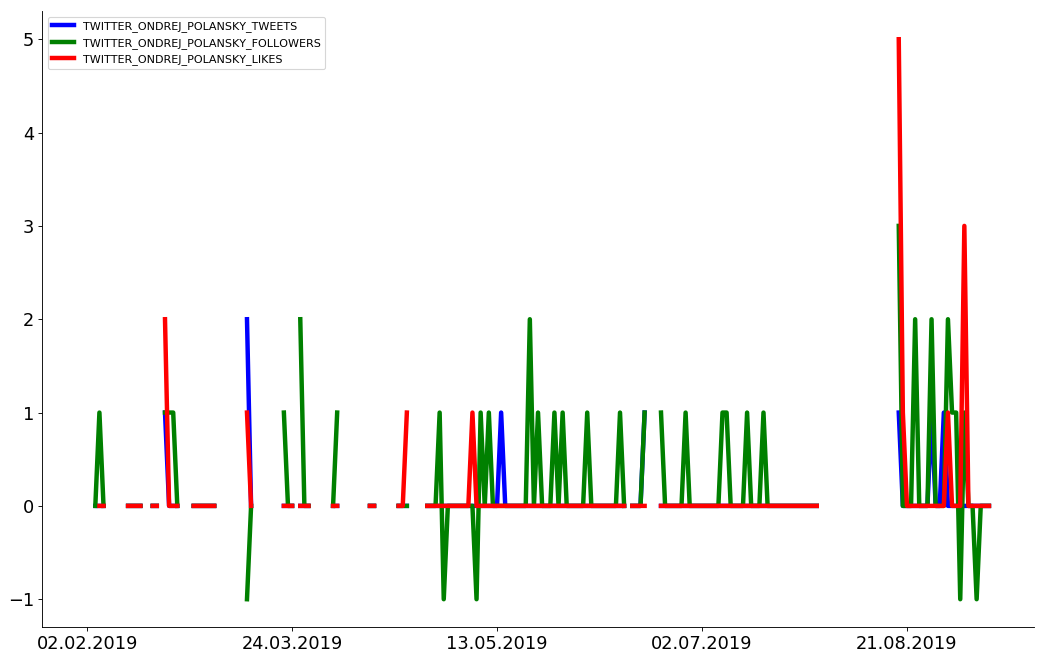 TWITTER_ONDREJ_POLANSKY_TWEETS
TWITTER_ONDREJ_POLANSKY_FOLLOWERS
TWITTER_ONDREJ_POLANSKY_LIKES
5
4
3
2
1
0
−1
02.02.2019 24.03.2019 13.05.2019 02.07.2019 21.08.2019